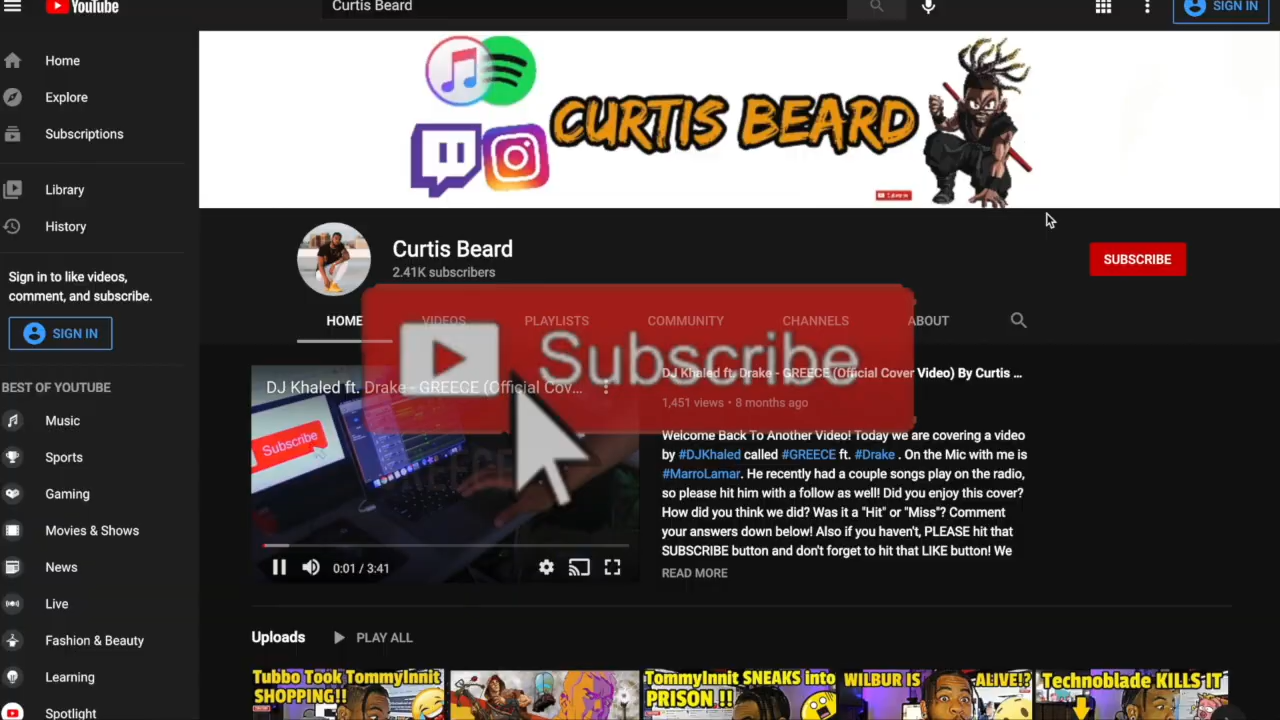 YouTube
Curtis Beard
SIGN IN
Home
Explore
Subscriptions
Library
History
Sign in to like videos,
comment, and subscribe.
SIGN IN
BEST OF YOUTUBE
Music
Sports
Gaming
Movies & Shows
News
Live
Fashion & Beauty
Learning
Spotlight
CURTIS BEARD
Curtis Beard
2.41K subscribers
SUBSCRIBE
HOME
VIDEOS
PLAYLISTS
COMMUNITY
CHANNELS
ABOUT
Subscribe
DJ Khaled ft. Drake - GREECE (Official Cov...
Subscribe
GREECE
0:01 / 3:41
DJ Khaled ft. Drake - GREECE (Official Cover Video) By Curtis ...
1,451 views • 8 months ago
Welcome Back To Another Video! Today we are covering a video
by #DJKhaled called #GREECE ft. #Drake . On the Mic with me is
#MarroLamar. He recently had a couple songs play on the radio,
so please hit him with a follow as well! Did you enjoy this cover?
How did you think we did? Was it a "Hit" or "Miss"? Comment
your answers down below! Also if you haven't, PLEASE hit that
SUBSCRIBE button and don't forget to hit that LIKE button! We
READ MORE
Uploads
PLAY ALL
Tubbo Took TommyInnit
SHOPPING!!
TommyInnit SNEAKS into
PRISON !!
WILBUR IS ALIVE!?
Technoblade KILLS IT